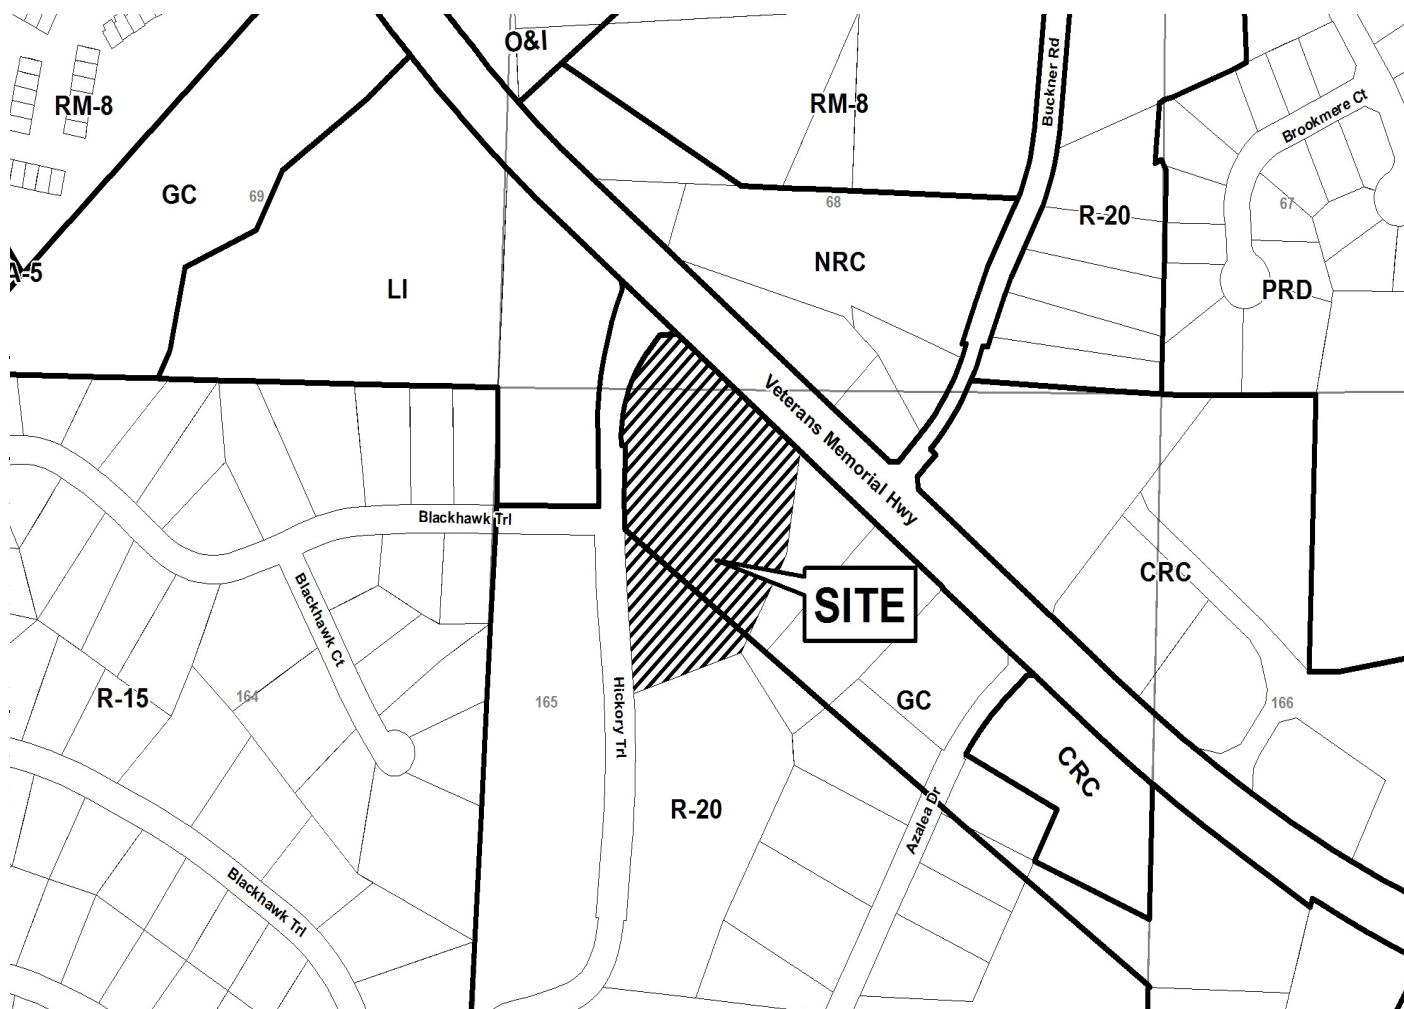 O&I
Buckner Rd
RM-8
RM-8
Brookmere Ct
GC
69
68
67
R-20
NRC
A-5
LI
PRD
Veterans Memorial Hwy
Blackhawk Trl
CRC
SITE
Blackhawk Ct
R-15
164
165
Hickory Trl
GC
166
CRC
R-20
Azalea Dr
Blackhawk Trl